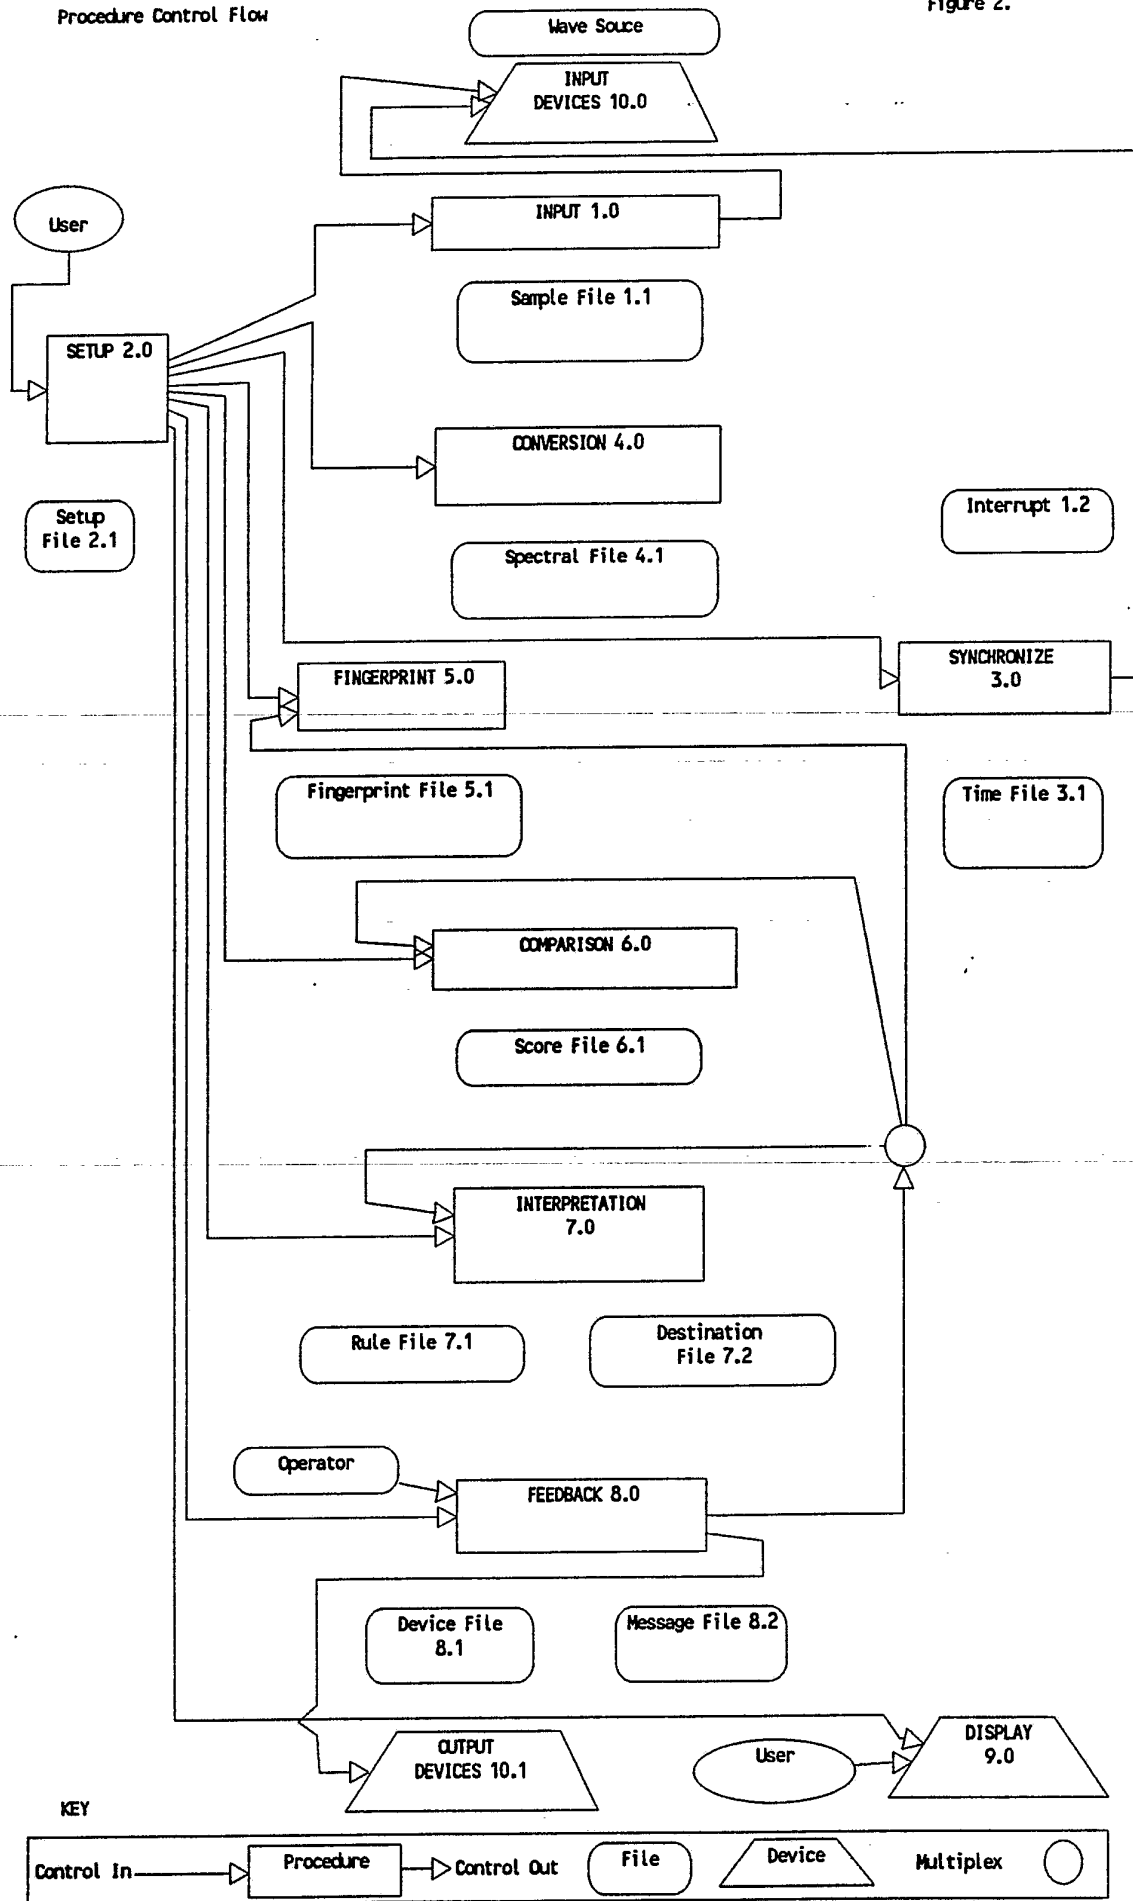 Procedure Control Flow
Figure 2.
Wave Souce
INPUT
DEVICES 10.0
User
INPUT 1.0
Sample File 1.1
SETUP 2.0
CONVERSION 4.0
Setup
File 2.1
Interrupt 1.2
Spectral File 4.1
SYNCHRONIZE
3.0
FINGERPRINT 5.0
Fingerprint File 5.1
Time File 3.1
COMPARISON 6.0
Score File 6.1
INTERPRETATION
7.0
Rule File 7.1
Destination
File 7.2
Operator
FEEDBACK 8.0
Device File
8.1
Message File 8.2
OUTPUT
DEVICES 10.1
User
DISPLAY
9.0
KEY
Control In
Procedure
Control Out
File
Device
Multiplex